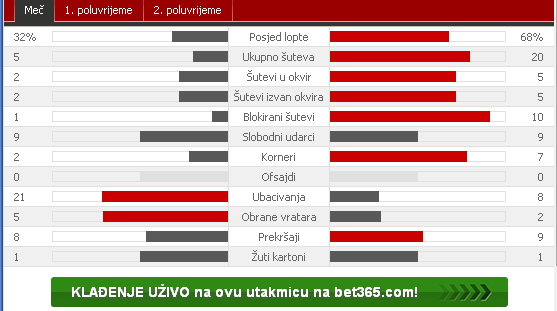 Meč 1. poluvrijeme 2. poluvrijeme
32% Posjed lopte 68%
5 Ukupno šuteva 20
2 Šutevi u okvir 5
2 Šutevi izvan okvira 5
1 Blokirani šutevi 10
9 Slobodni udarci 9
2 Korneri 7
0 Ofsajdi 0
21 Ubacivanja 8
5 Obrane vratara 2
8 Prekršaji 9
1 Žuti kartoni 1
KLAĐENJE UŽIVO na ovu utakmicu na bet365.com!